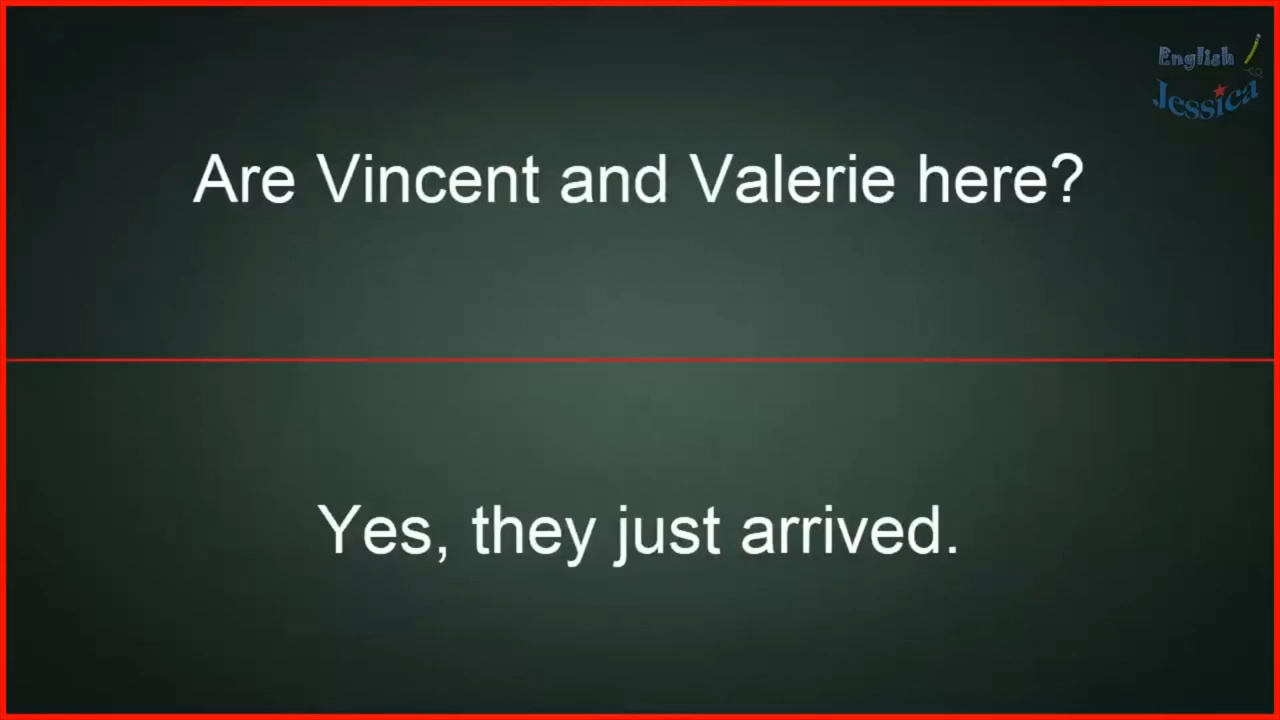 English
Jessica
Are Vincent and Valerie here?
Yes, they just arrived.